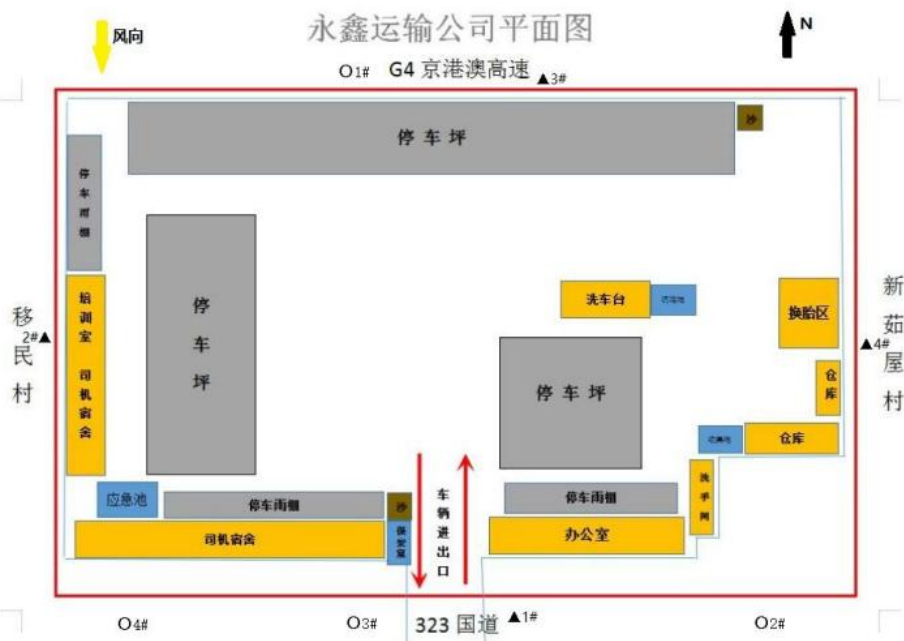 永鑫运输公司平面图
风向
N
O1#
G4 京港澳高速
▲3#
停车坪
沙
停车雨棚
停车坪
培训室 司机宿舍
移民村
2#▲
洗车台
换胎区
新茹屋村
▲4#
停车坪
仓库
仓库
洗手间
应急池
停车雨棚
沙
保安室
司机宿舍
车辆进出口
停车雨棚
办公室
O4#
O3#
323 国道
▲1#
O2#